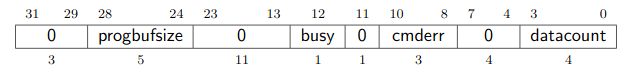 31 29 28 24 23 13 12 11 10 8 7 4 3 0
0 progbufsize 0 busy 0 cmderr 0 datacount
3 5 11 1 1 3 4 4